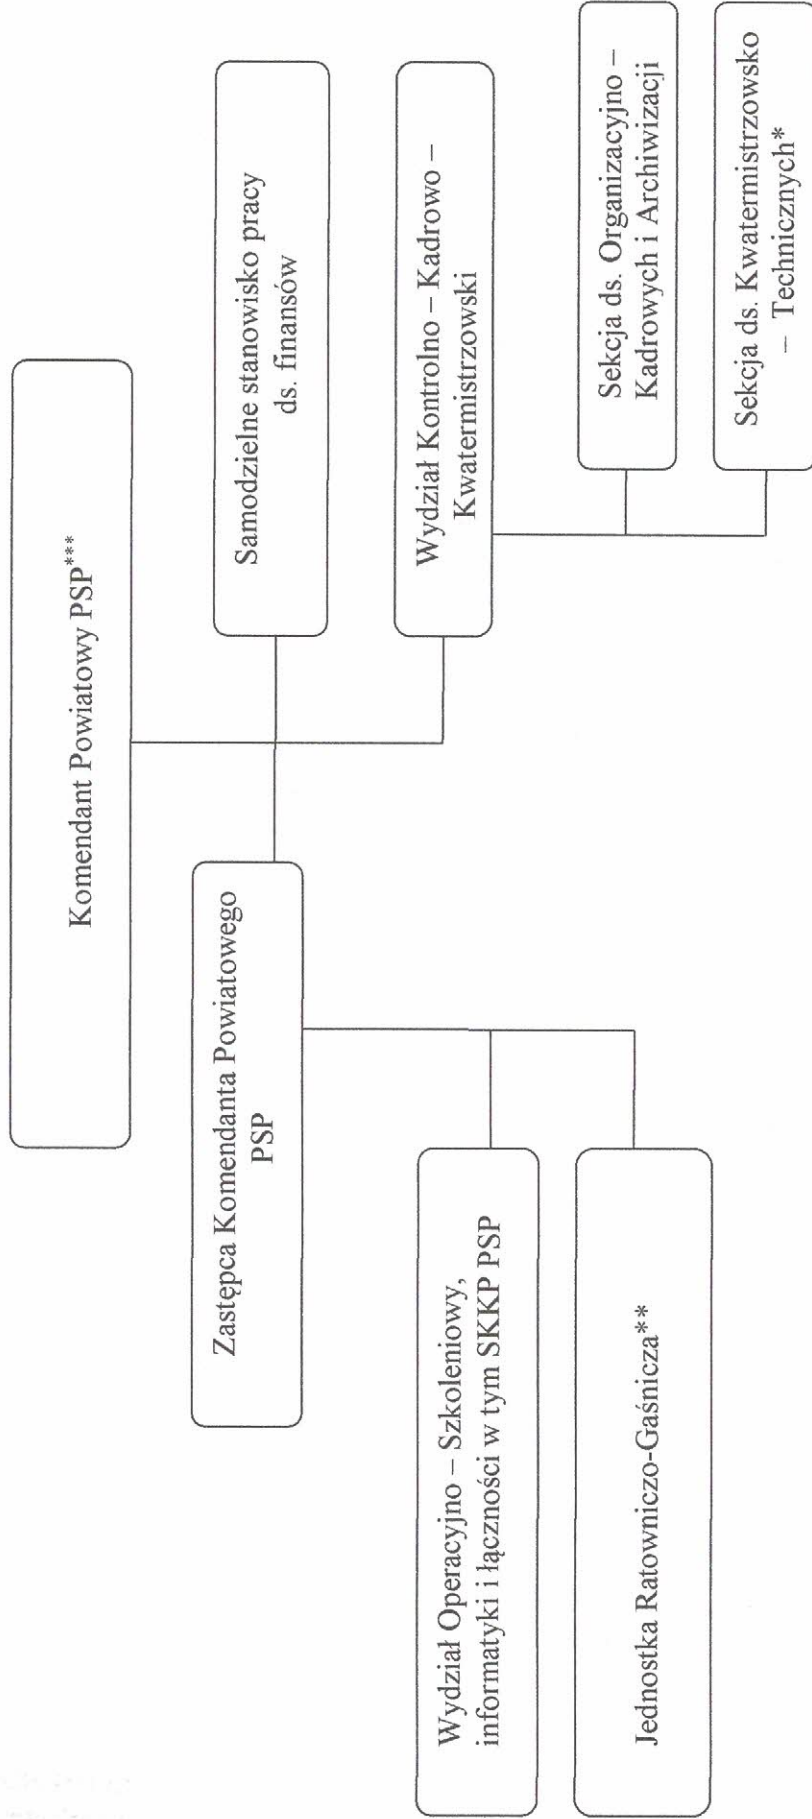 Komendant Powiatowy PSP***
Zastępca Komendanta Powiatowego
PSP
Samodzielne stanowisko pracy
ds. finansów
Wydział Operacyjno – Szkoleniowy,
informatyki i łączności w tym SKKP PSP
Jednostka Ratowniczo-Gaśnicza**
Wydział Kontrolno – Kadrowo –
Kwatermistrzowski
Sekcja ds. Organizacyjno –
Kadrowych i Archiwizacji
Sekcja ds. Kwatermistrzowsko
– Technicznych*